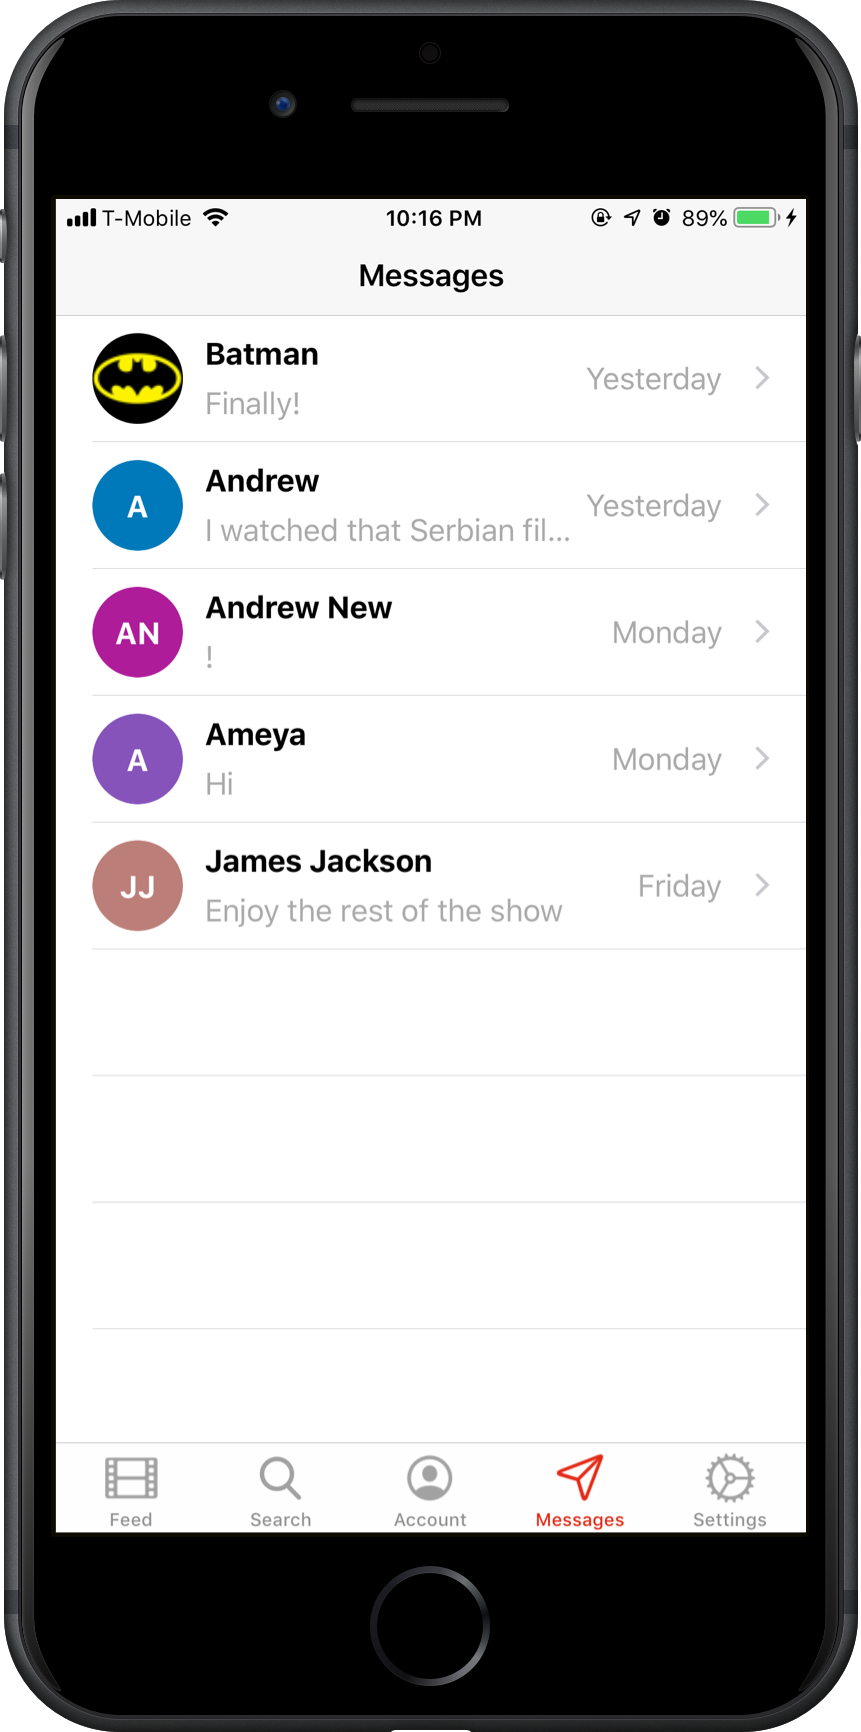 T-Mobile 10:16 PM 89%
Messages
Batman
Finally!
Yesterday
A
Andrew
I watched that Serbian fil...
Yesterday
AN
Andrew New
!
Monday
A
Ameya
Hi
Monday
JJ
James Jackson
Enjoy the rest of the show
Friday
Feed Search Account Messages Settings